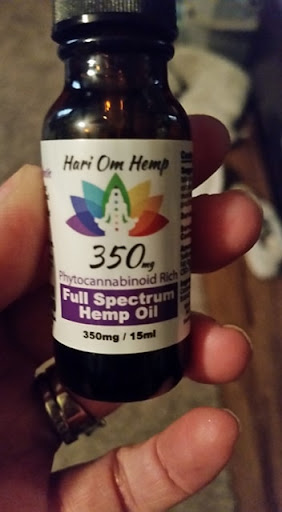 Hari Om Hemp
350mg
Phytocannabinoid Rich
Full Spectrum
Hemp Oil
350mg / 15ml